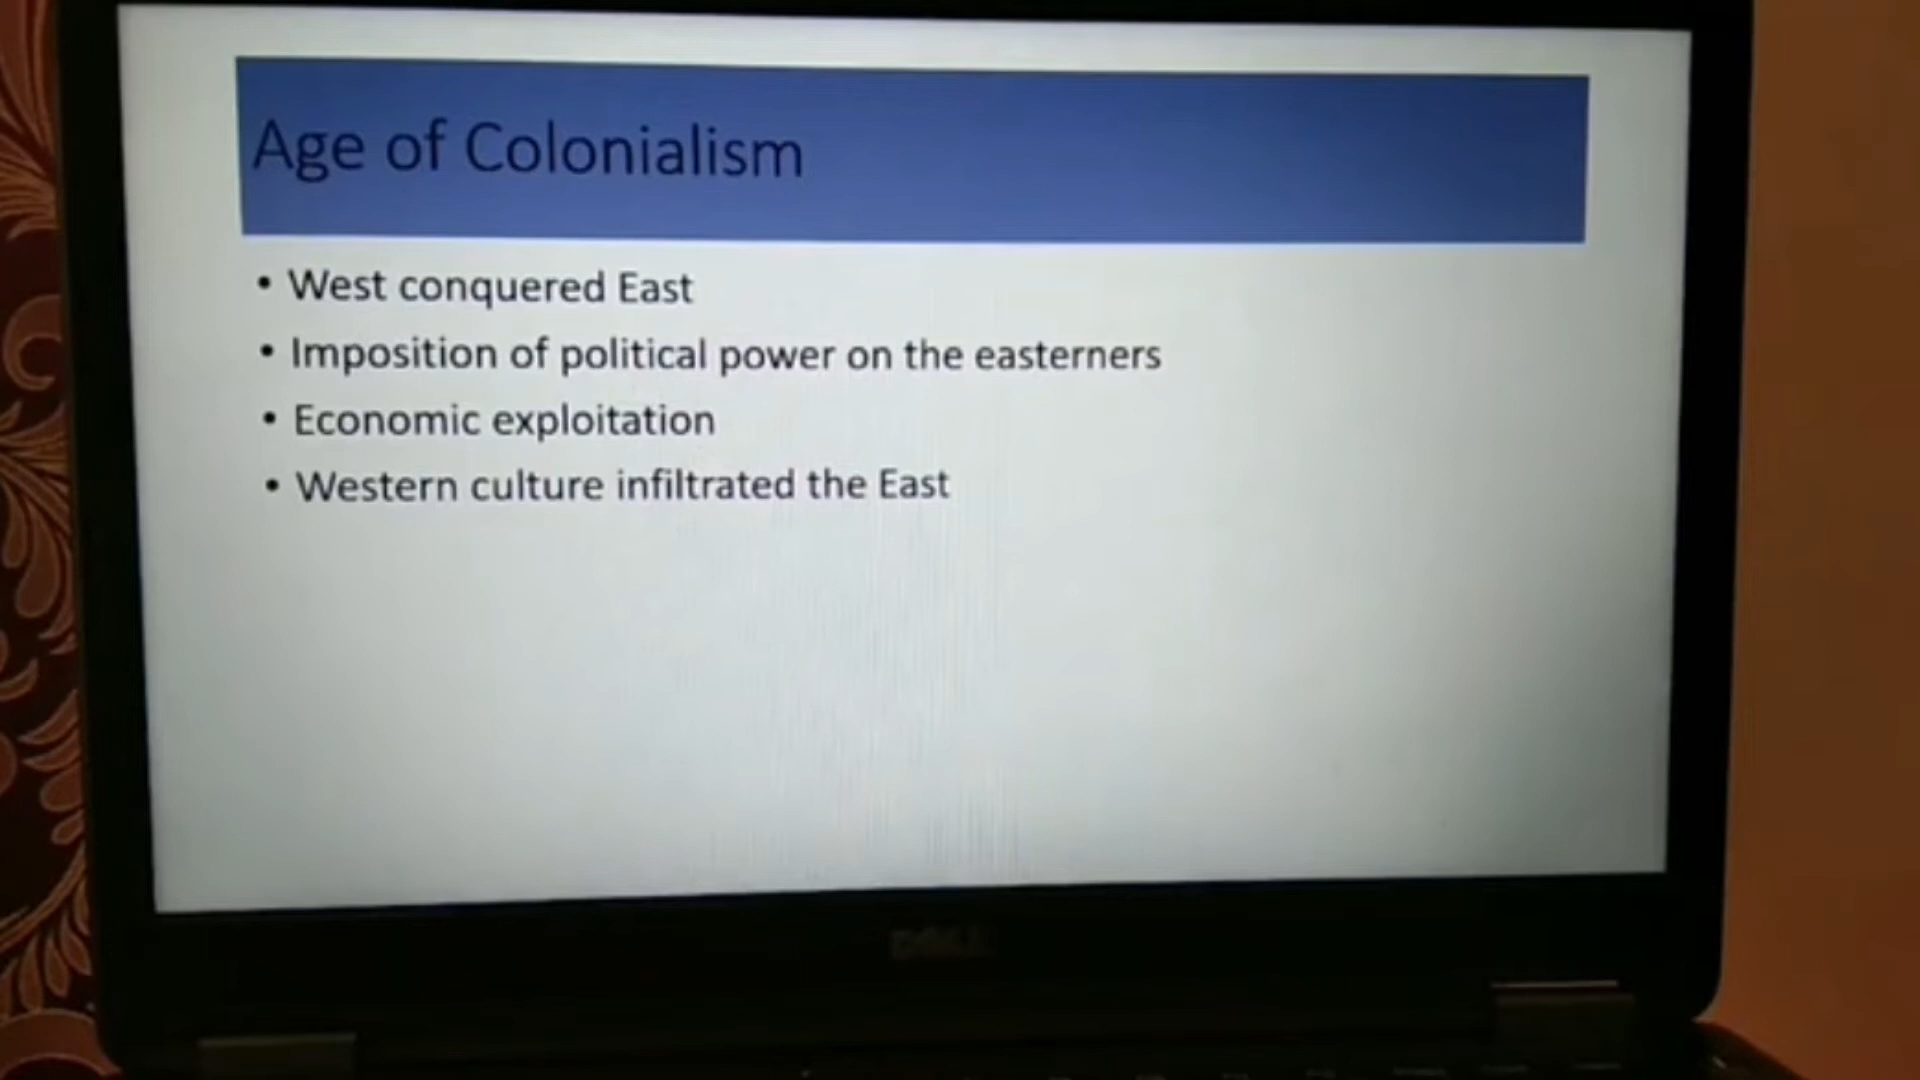 Age of Colonialism
• West conquered East
• Imposition of political power on the easterners
• Economic exploitation
• Western culture infiltrated the East
DELL